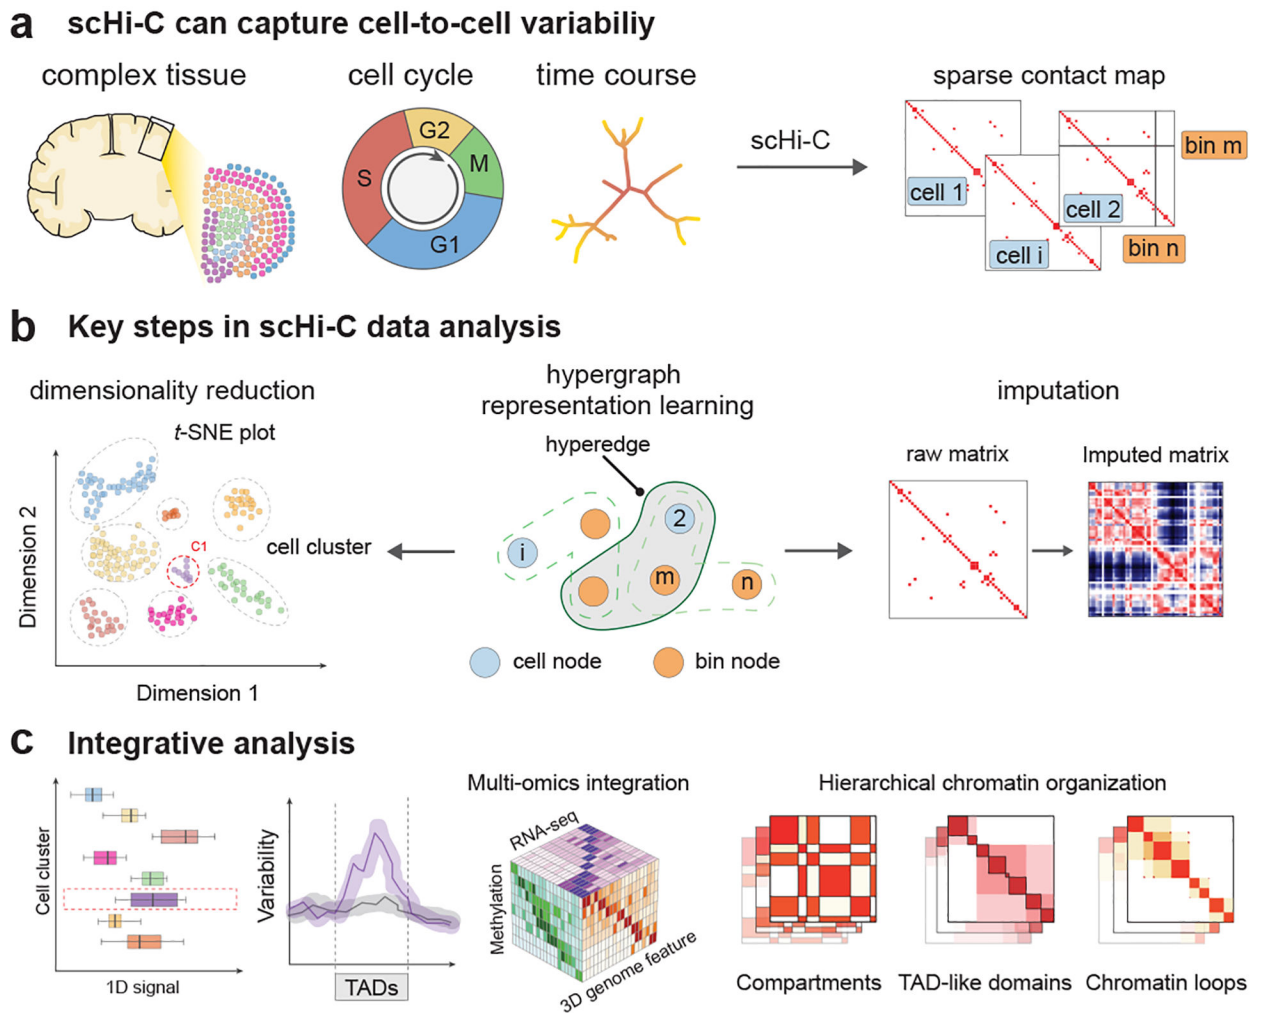 a scHi-C can capture cell-to-cell variabiliy
complex tissue
cell cycle
time course
sparse contact map
G2
M
S
G1
scHi-C
cell 1
cell 2
cell i
bin m
bin n
b Key steps in scHi-C data analysis
dimensionality reduction
t-SNE plot
Dimension 2
C1
cell cluster
Dimension 1
hypergraph
representation learning
hyperedge
i
2
m
n
cell node
bin node
imputation
raw matrix
Imputed matrix
c Integrative analysis
Cell cluster
1D signal
Variability
TADs
Multi-omics integration
RNA-seq
Methylation
3D genome feature
Hierarchical chromatin organization
Compartments
TAD-like domains
Chromatin loops